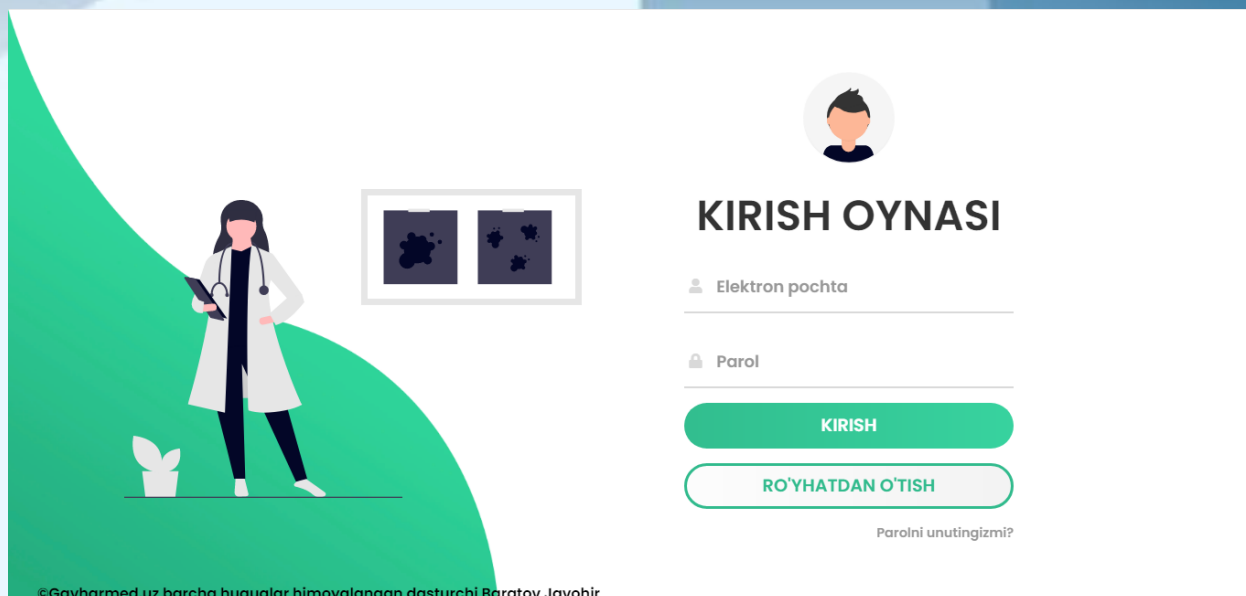 KIRISH OYNASI
Elektron pochta
Parol
KIRISH
RO'YHATDAN O'TISH
Parolni unutingizmi?
©Gavharmed.uz barcha huquqlar himoyalangan dasturchi Baratov Javohir